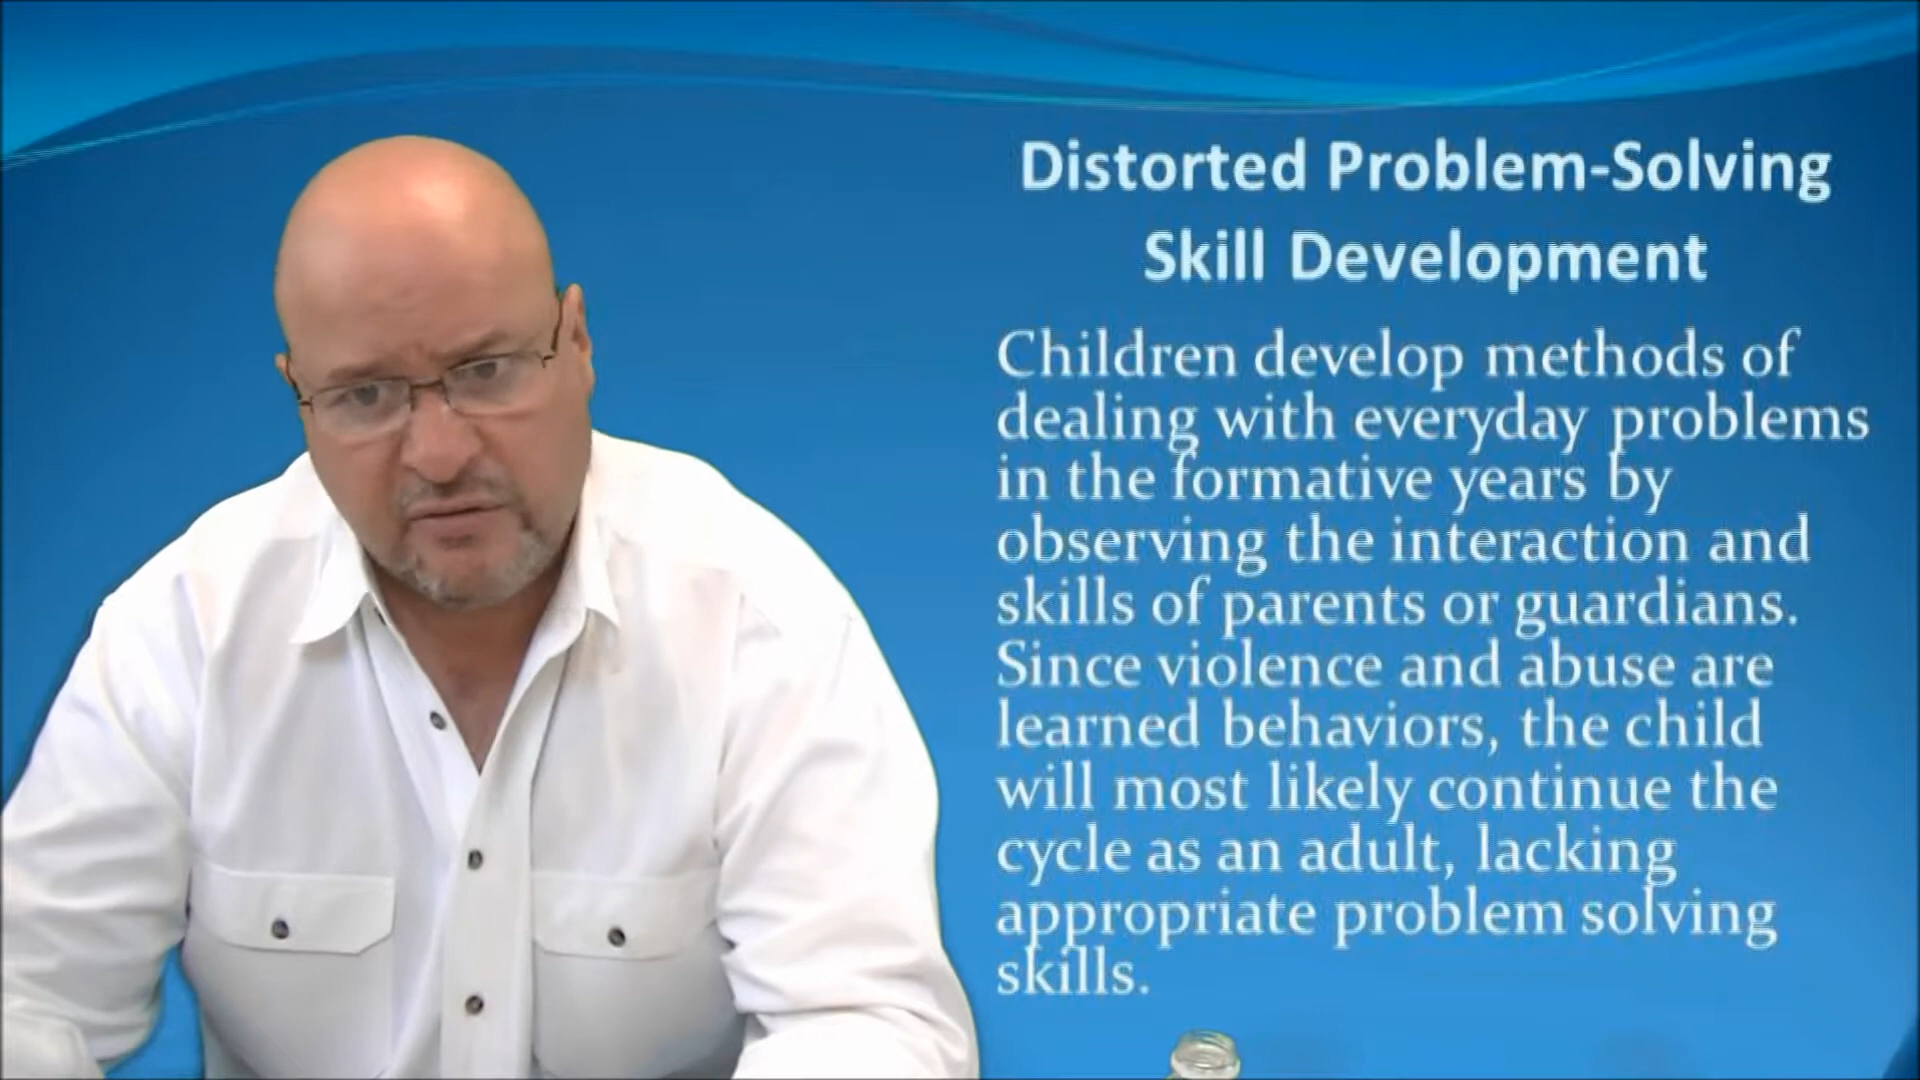 Distorted Problem-Solving
Skill Development
Children develop methods of
dealing with everyday problems
in the formative years by
observing the interaction and
skills of parents or guardians.
Since violence and abuse are
learned behaviors, the child
will most likely continue the
cycle as an adult, lacking
appropriate problem solving
skills.